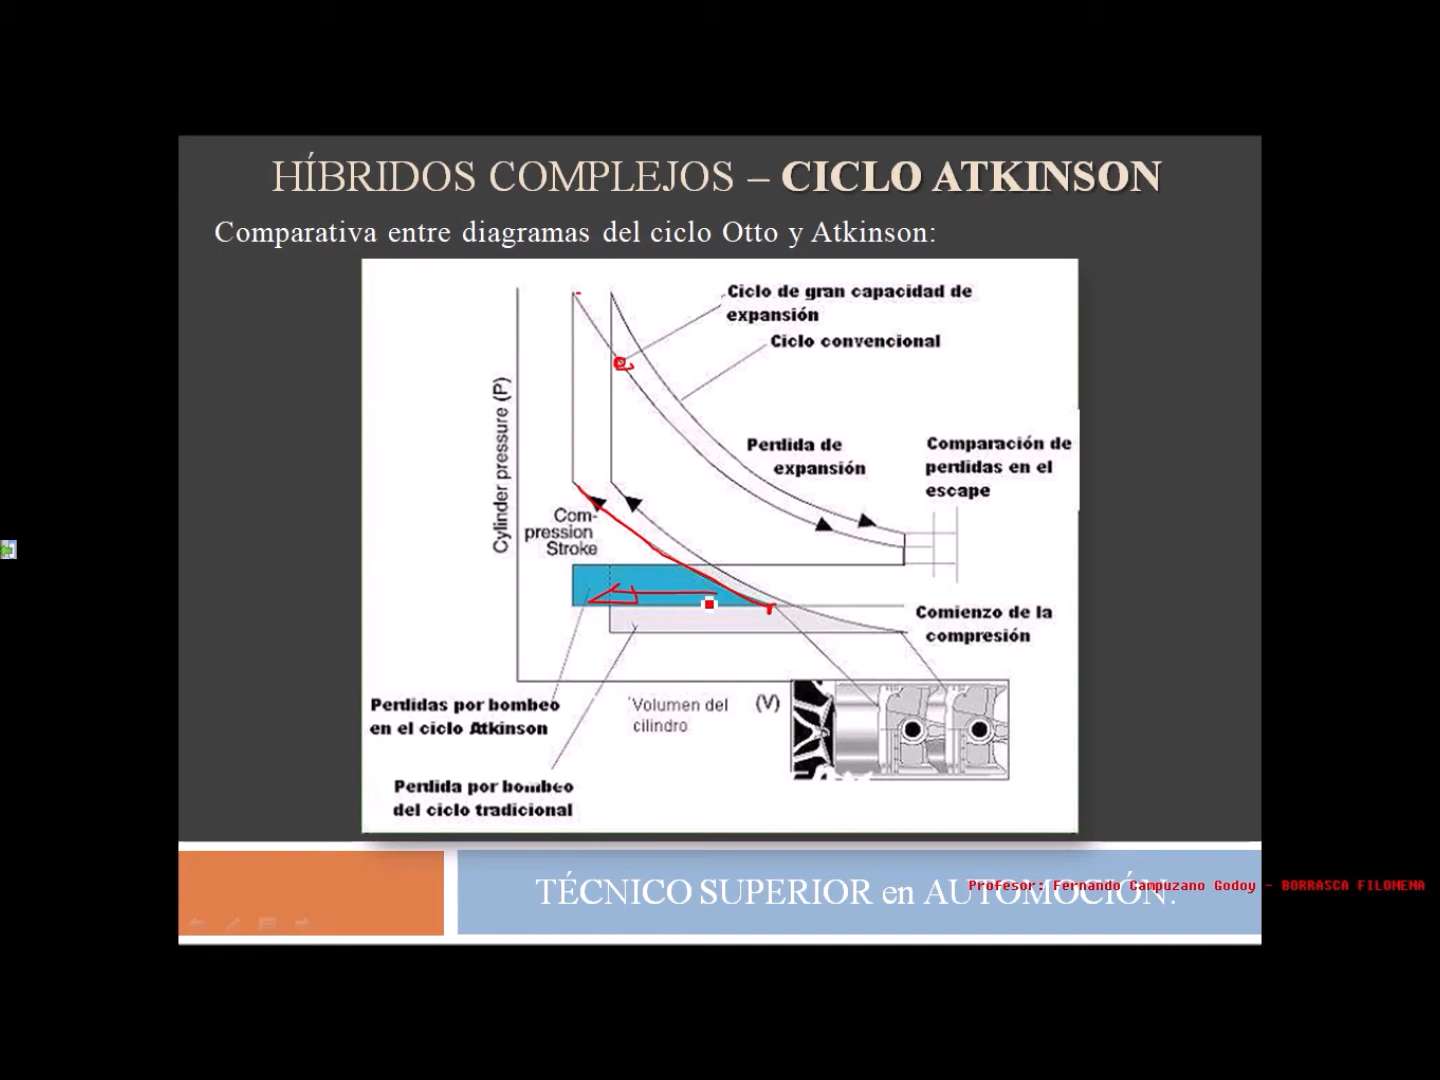 HÍBRIDOS COMPLEJOS – CICLO ATKINSON
Comparativa entre diagramas del ciclo Otto y Atkinson:
Ciclo de gran capacidad de
expansión
Ciclo convencional
Cylinder pressure (P)
Perdida de
expansión
Comparación de
perdidas en el
escape
Com-
pression
Stroke
Comienzo de la
compresión
Perdidas por bombeo
en el ciclo Atkinson
Volumen del
cilindro
(V)
Perdida por bombeo
del ciclo tradicional
TÉCNICO SUPERIOR en AUTOMOCIÓN.
Profesor: Fernando Campuzano Godoy - BORRASCA FILOMENA